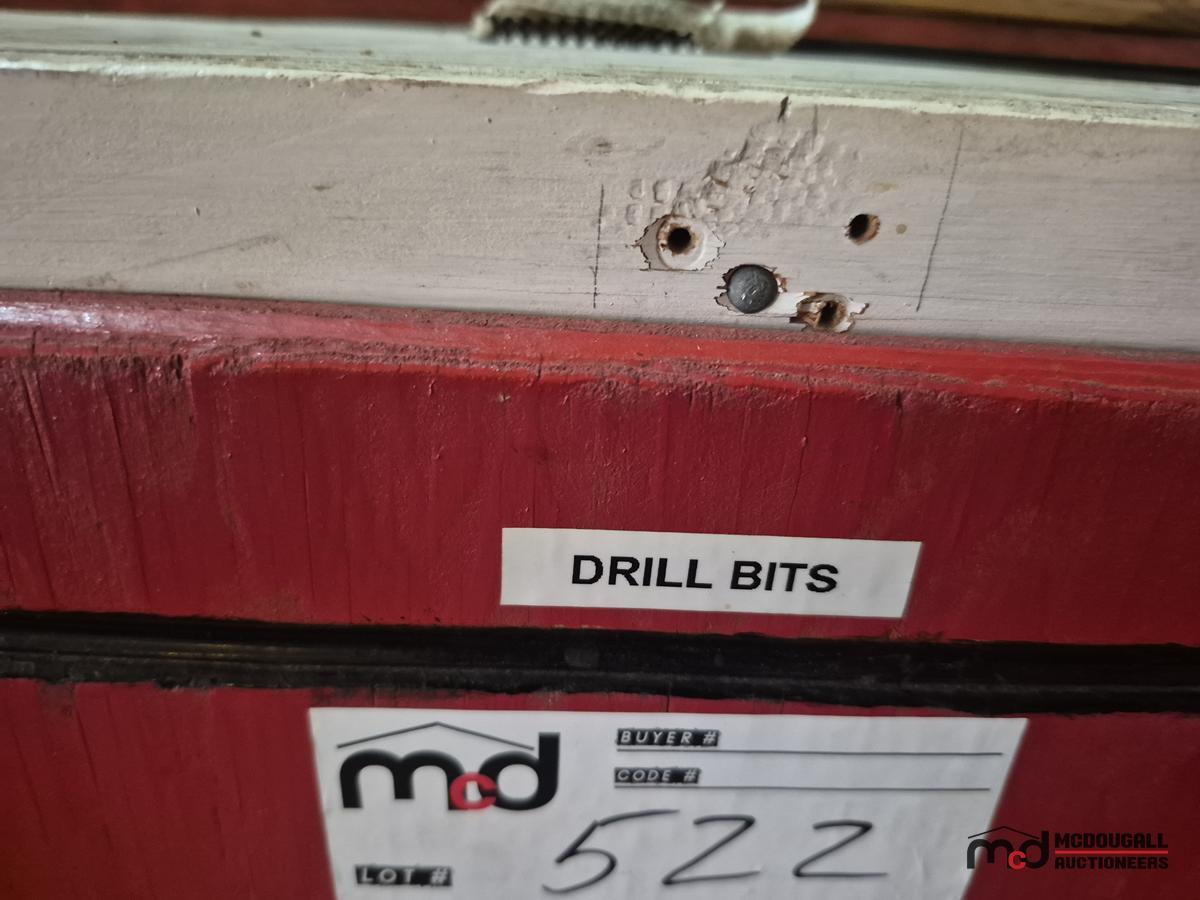 DRILL BITS
mcd
BUYER #
CODE #
LOT # 522
mcd MCDOUGALL
AUCTIONEERS